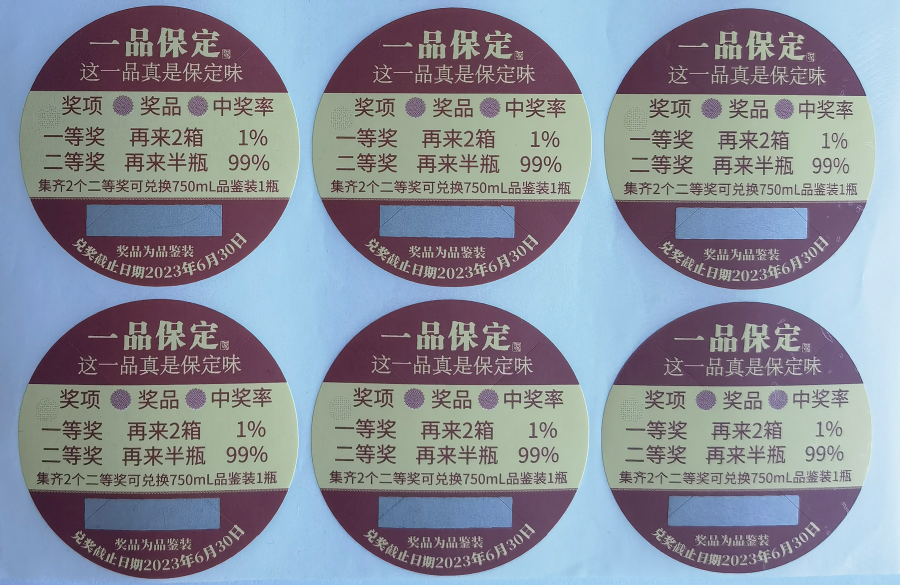 一品保定
这一品真是保定味
奖项 奖品 中奖率
一等奖 再来2箱 1%
二等奖 再来半瓶 99%
集齐2个二等奖可兑换750mL品鉴装1瓶
奖品为品鉴装
兑奖截止日期2023年6月30日
一品保定
这一品真是保定味
奖项 奖品 中奖率
一等奖 再来2箱 1%
二等奖 再来半瓶 99%
集齐2个二等奖可兑换750mL品鉴装1瓶
奖品为品鉴装
兑奖截止日期2023年6月30日
一品保定
这一品真是保定味
奖项 奖品 中奖率
一等奖 再来2箱 1%
二等奖 再来半瓶 99%
集齐2个二等奖可兑换750mL品鉴装1瓶
奖品为品鉴装
兑奖截止日期2023年6月30日
一品保定
这一品真是保定味
奖项 奖品 中奖率
一等奖 再来2箱 1%
二等奖 再来半瓶 99%
集齐2个二等奖可兑换750mL品鉴装1瓶
奖品为品鉴装
兑奖截止日期2023年6月30日
一品保定
这一品真是保定味
奖项 奖品 中奖率
一等奖 再来2箱 1%
二等奖 再来半瓶 99%
集齐2个二等奖可兑换750mL品鉴装1瓶
奖品为品鉴装
兑奖截止日期2023年6月30日
一品保定
这一品真是保定味
奖项 奖品 中奖率
一等奖 再来2箱 1%
二等奖 再来半瓶 99%
集齐2个二等奖可兑换750mL品鉴装1瓶
奖品为品鉴装
兑奖截止日期2023年6月30日